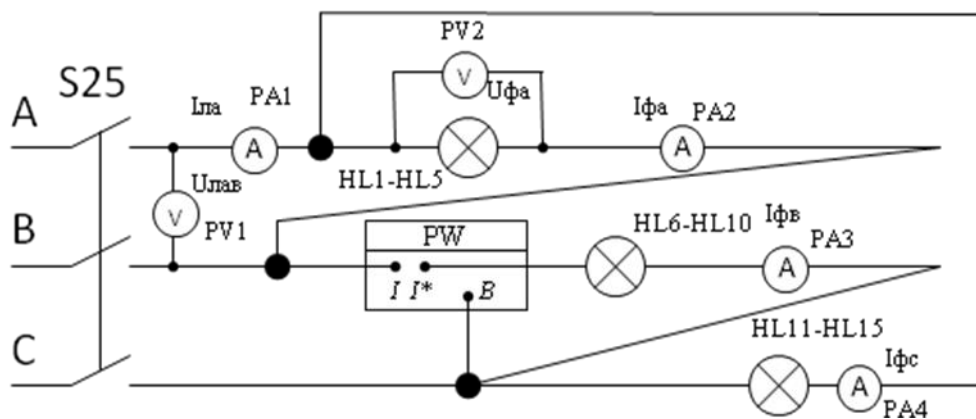 PV2
S25
V
Iла
PA1
Uфа
Iфа
PA2
A
A
A
HL1-HL5
Uлав
V
PV1
B
PW
HL6-HL10
Iфв
PA3
I
I*
B
A
C
HL11-HL15
Iфс
A
PA4